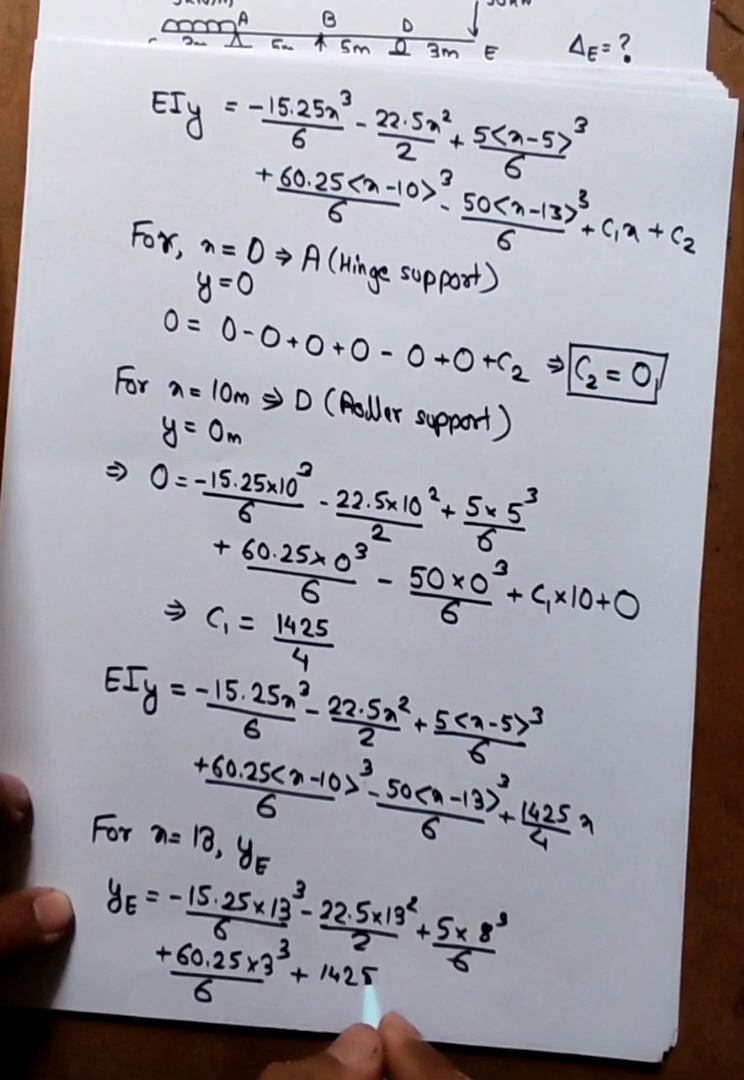 A B D
5m 5m 3m E Δ_E = ?
EIy = -15.25x³/6 - 22.5x²/2 + 5<x-5>³/6
+ 60.25<x-10>³/6 - 50<x-13>³/6 + C₁x + C₂
For, x = 0 ⇒ A (Hinge support)
y = 0
0 = 0 - 0 + 0 + 0 - 0 + 0 + C₂ ⇒ C₂ = 0
For x = 10m ⇒ D (Roller support)
y = 0m
⇒ 0 = -15.25×10³/6 - 22.5×10²/2 + 5×5³/6
+ 60.25×0³/6 - 50×0³/6 + C₁×10+0
⇒ C₁ = 1425/4
EIy = -15.25x³/6 - 22.5x²/2 + 5<x-5>³/6
+60.25<x-10>³/6 - 50<x-13>³/6 + 1425/4 x
For x = 13, y_E
y_E = -15.25×13³/6 - 22.5×13²/2 + 5×8³/6
+60.25×3³/6 + 1425